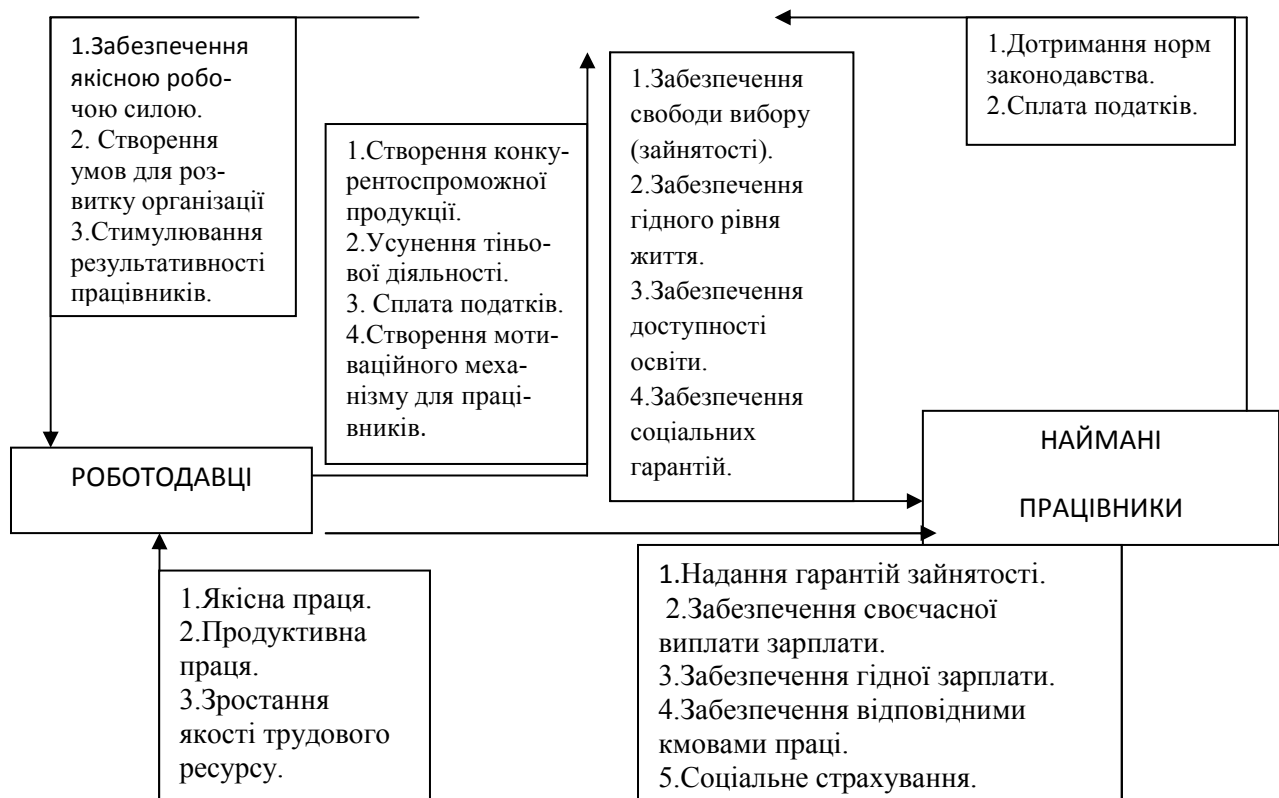 1.Забезпечення
якісною робо-
чою силою.
2. Створення
умов для роз-
витку організації
3.Стимулювання
результативності
працівників.
1.Створення конку-
рентоспроможної
продукції.
2.Усунення тіньо-
вої діяльності.
3. Сплата податків.
4.Створення моти-
ваційного меха-
нізму для праці-
вників.
1.Забезпечення
свободи вибору
(зайнятості).
2.Забезпечення
гідного рівня
життя.
3.Забезпечення
доступності
освіти.
4.Забезпечення
соціальних
гарантій.
1.Дотримання норм
законодавства.
2.Сплата податків.
РОБОТОДАВЦІ
НАЙМАНІ
ПРАЦІВНИКИ
1.Якісна праця.
2.Продуктивна
праця.
3.Зростання
якості трудового
ресурсу.
1.Надання гарантій зайнятості.
2.Забезпечення своєчасної
виплати зарплати.
3.Забезпечення гідної зарплати.
4.Забезпечення відповідними
кмовами праці.
5.Соціальне страхування.